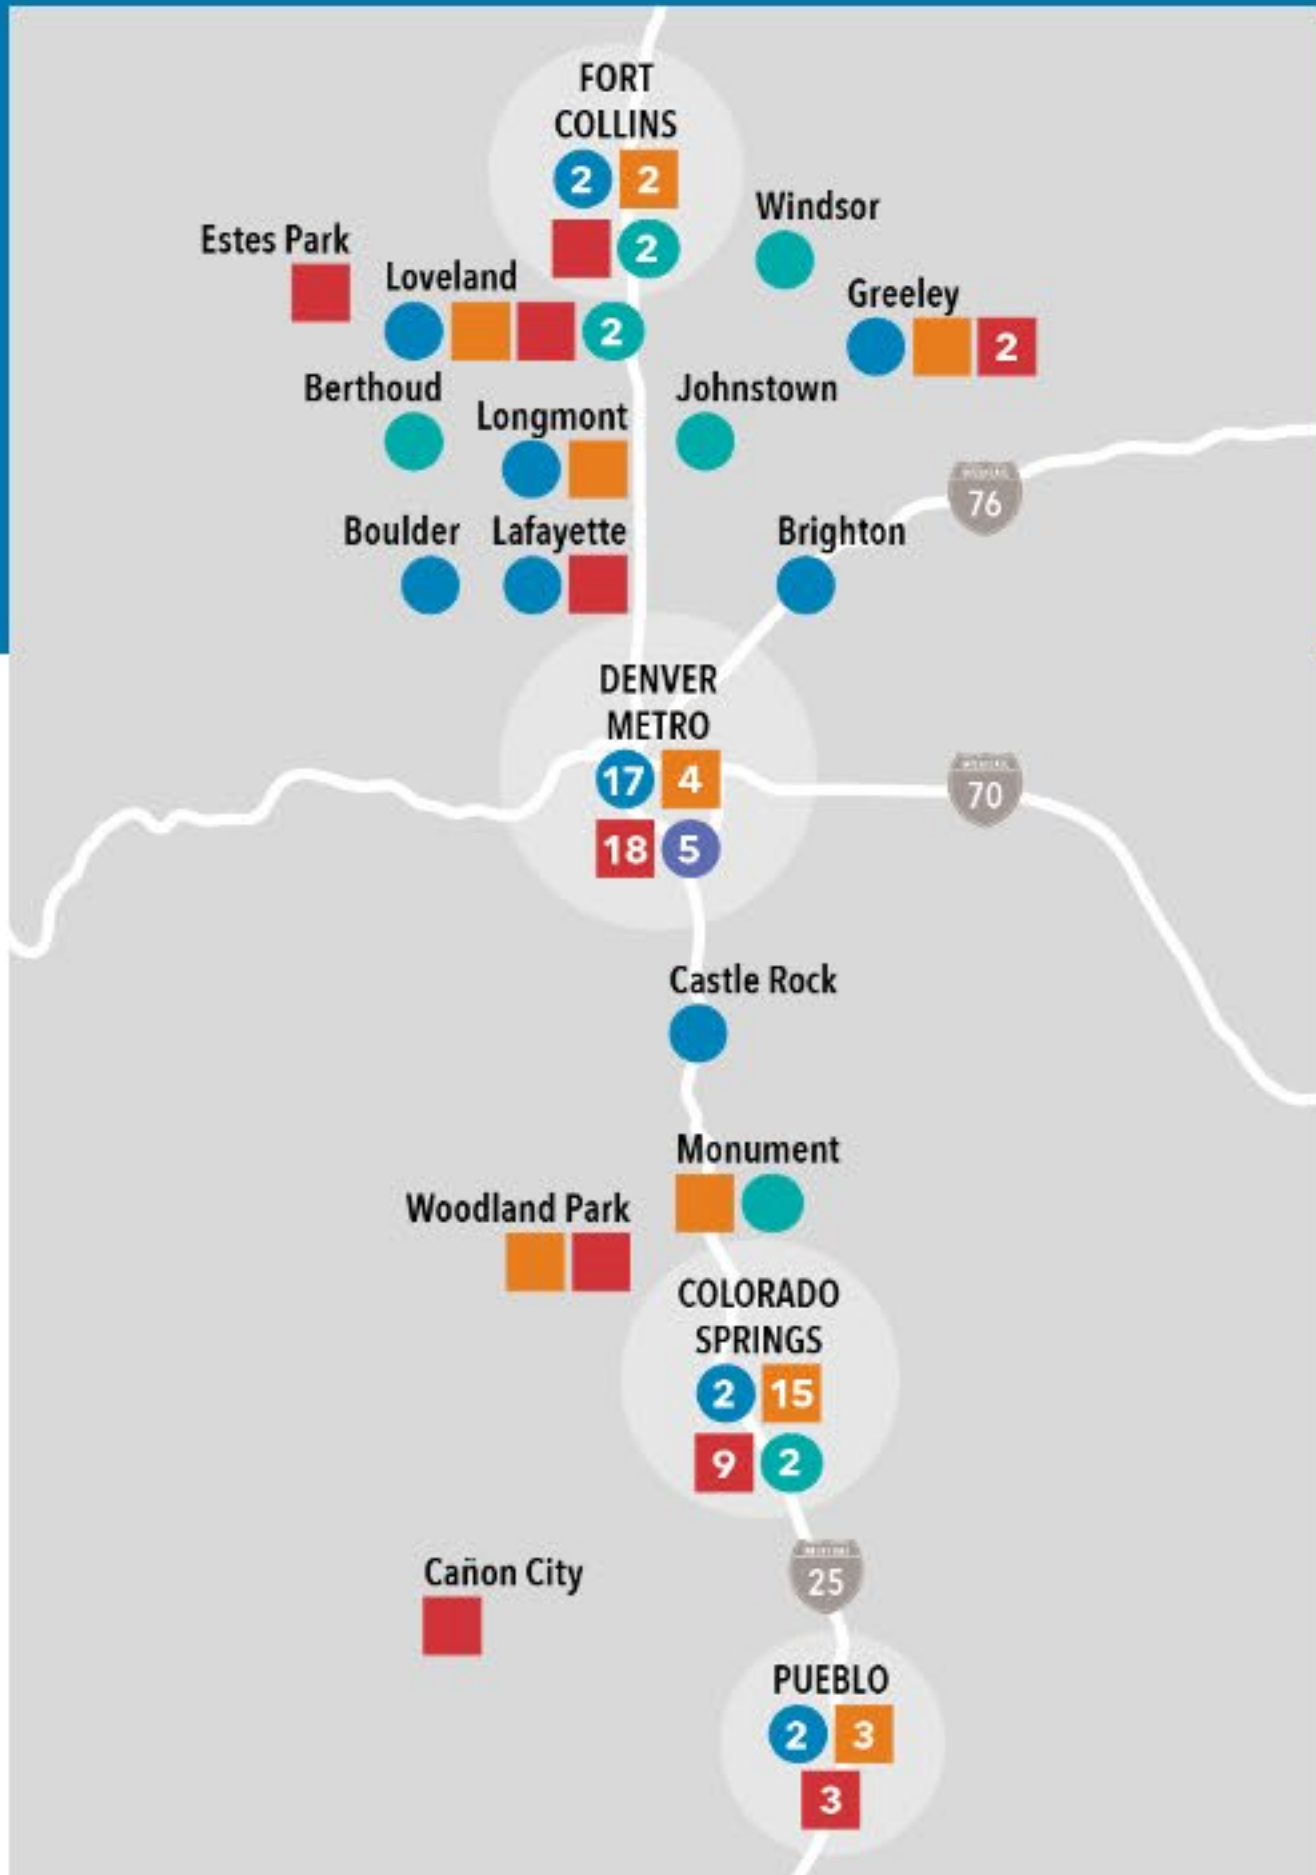 FORT
COLLINS
2 2
2
Windsor
Estes Park
Loveland
2
Greeley
2
Berthoud
Johnstown
Longmont
76
Boulder
Lafayette
Brighton
DENVER
METRO
17 4
18 5
70
Castle Rock
Monument
Woodland Park
COLORADO
SPRINGS
2 15
9 2
25
Cañon City
PUEBLO
2 3
3